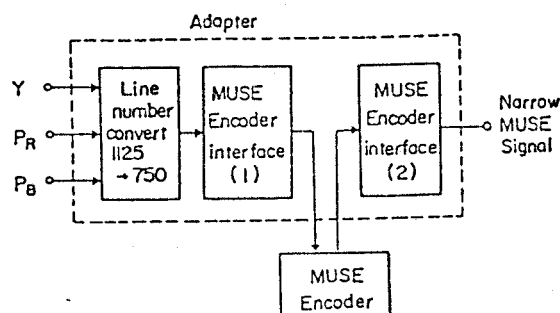 Adapter
Y
PR
PB
Line
number
convert
1125
→ 750
MUSE
Encoder
interface
(1)
MUSE
Encoder
interface
(2)
Narrow
MUSE
Signal
MUSE
Encoder